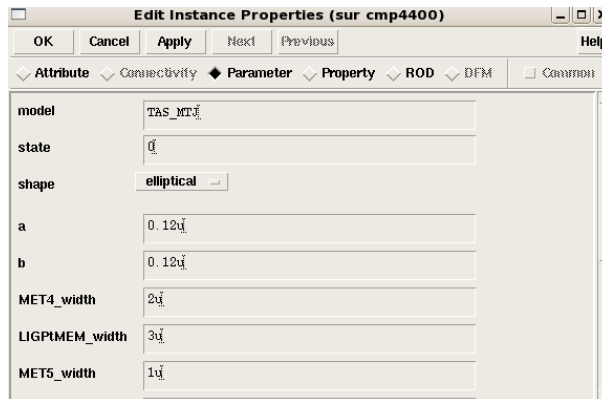 Edit Instance Properties (sur cmp4400)
OK Cancel Apply Next Previous Help
Attribute Connectivity Parameter Property ROD DFM Common
model TAS_MTJ
state 0
shape elliptical
a 0.12u
b 0.12u
MET4_width 2u
LIGPtMEM_width 3u
MET5_width 1u